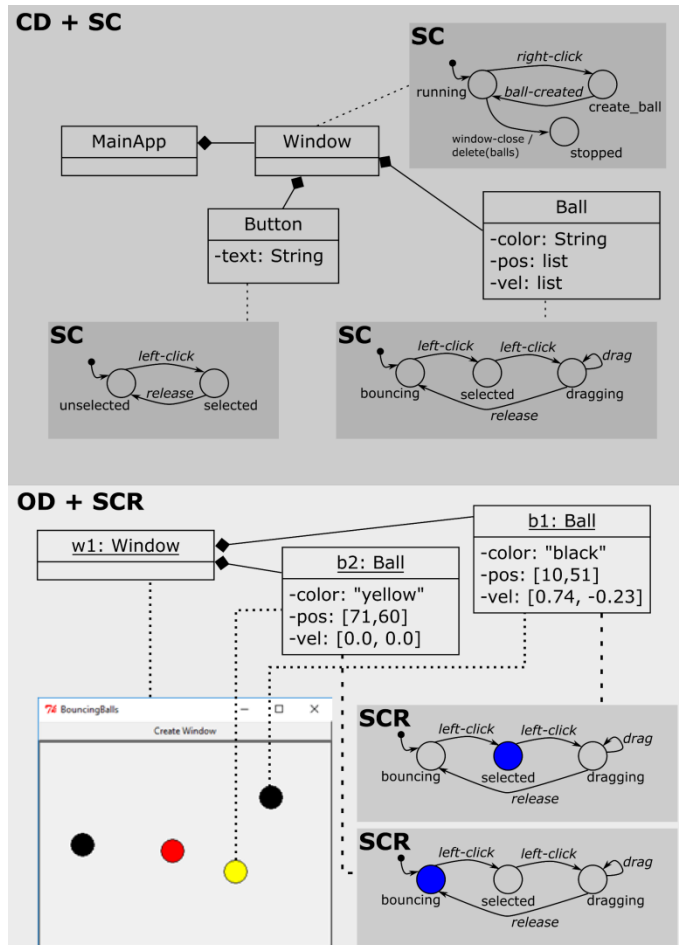 CD + SC
SC
right-click
running
ball-created
create_ball
window-close /
delete(balls)
stopped
MainApp
Window
Button
-text: String
Ball
-color: String
-pos: list
-vel: list
SC
left-click
unselected
release
selected
SC
left-click
left-click
drag
bouncing
selected
dragging
release
OD + SCR
w1: Window
b1: Ball
-color: "black"
-pos: [10,51]
-vel: [0.74, -0.23]
b2: Ball
-color: "yellow"
-pos: [71,60]
-vel: [0.0, 0.0]
BouncingBalls
Create Window
SCR
left-click
left-click
drag
bouncing
selected
dragging
release
SCR
left-click
left-click
drag
bouncing
selected
dragging
release